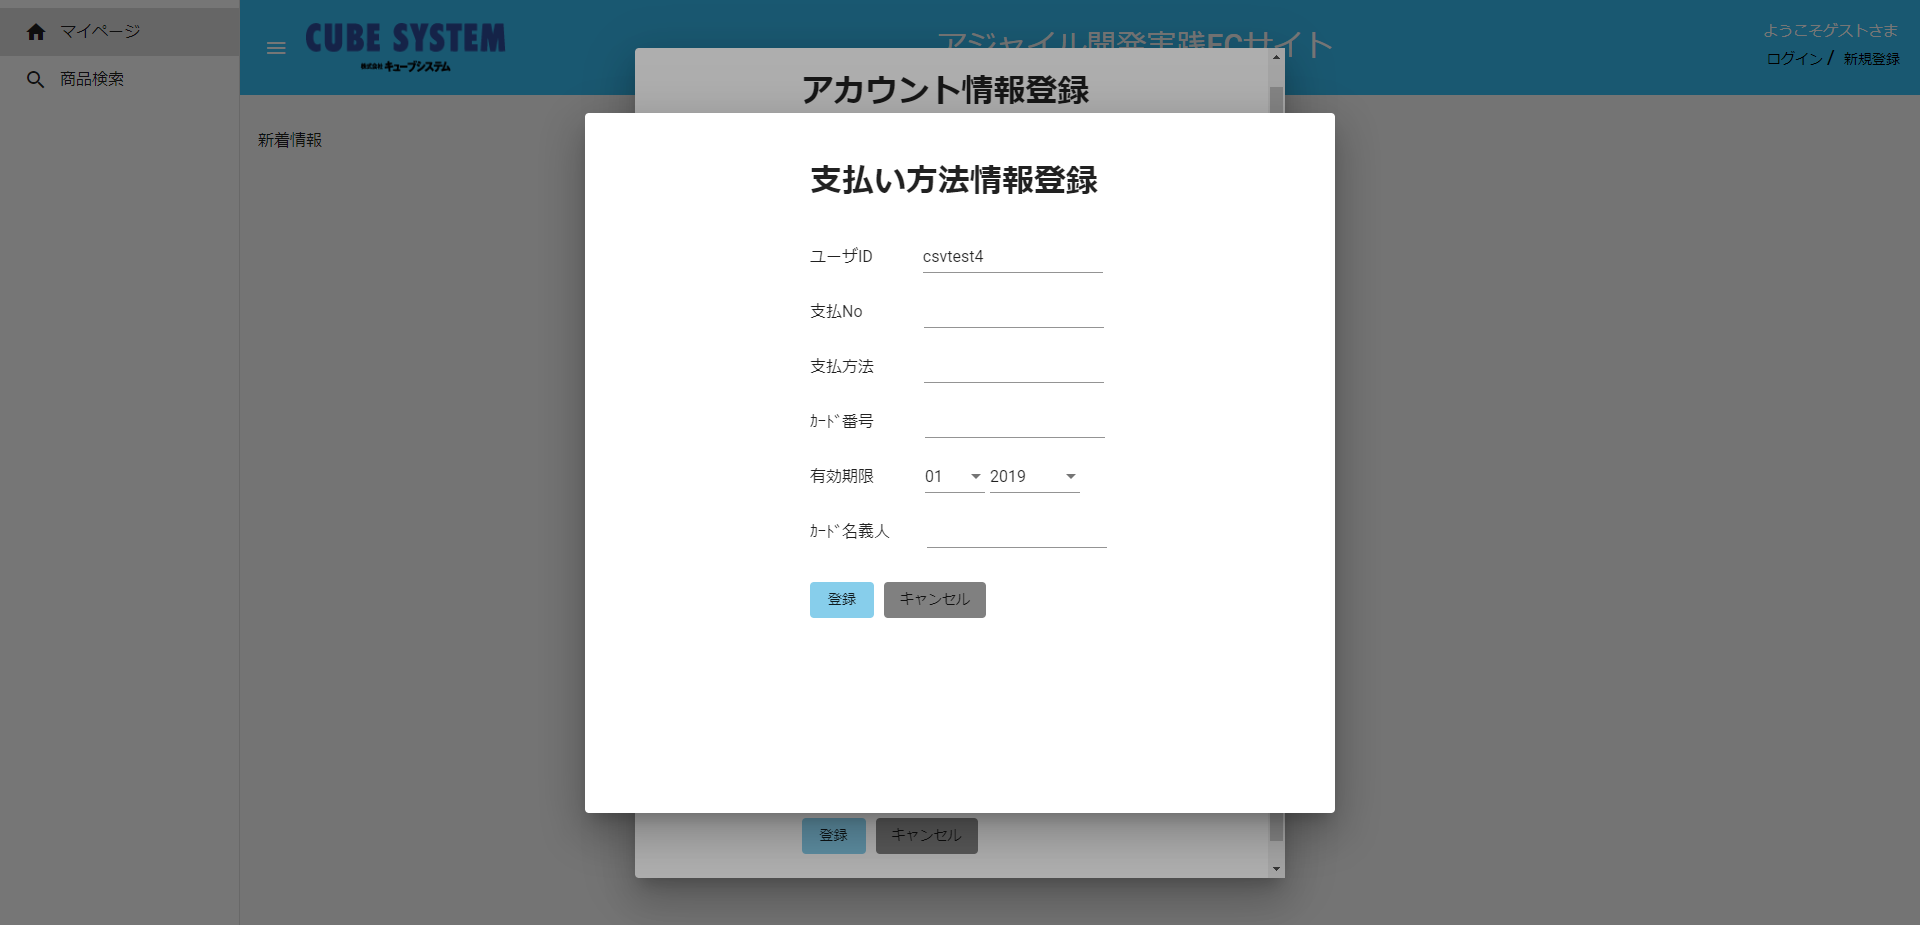 マイページ
商品検索
CUBE SYSTEM
株式会社 キューブシステム
アジャイル開発実践ECサイト
ようこそゲストさま
ログイン / 新規登録
新着情報
アカウント情報登録
支払い方法情報登録
ユーザID csvtest4
支払No
支払方法
ｶｰﾄﾞ番号
有効期限 01 2019
ｶｰﾄﾞ名義人
登録 キャンセル
登録 キャンセル